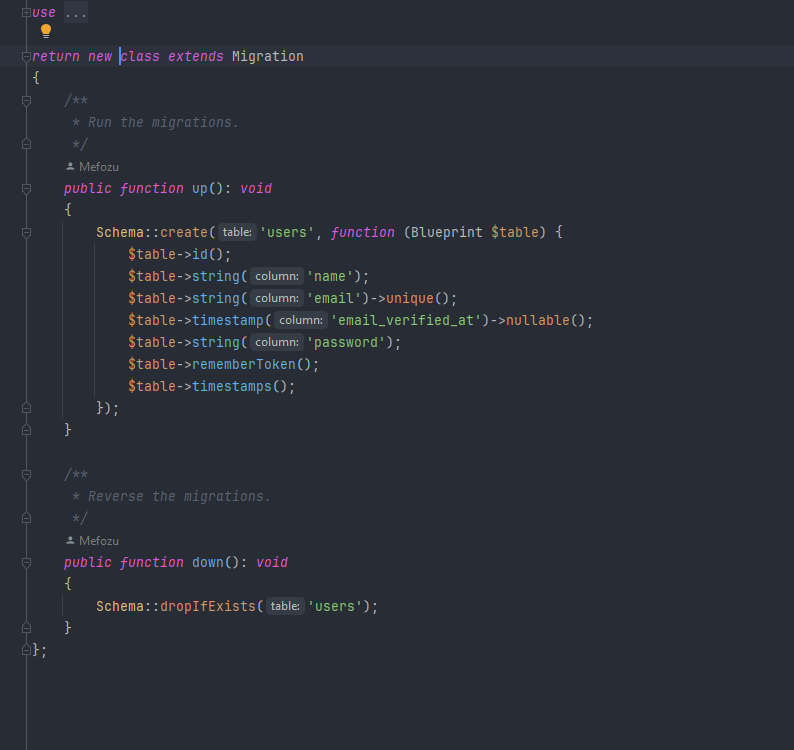 use ...
return new class extends Migration
{
/**
* Run the migrations.
*/
Mefozu
public function up(): void
{
Schema::create( table: 'users', function (Blueprint $table) {
$table->id();
$table->string( column: 'name');
$table->string( column: 'email')->unique();
$table->timestamp( column: 'email_verified_at')->nullable();
$table->string( column: 'password');
$table->rememberToken();
$table->timestamps();
});
}
/**
* Reverse the migrations.
*/
Mefozu
public function down(): void
{
Schema::dropIfExists( table: 'users');
}
};